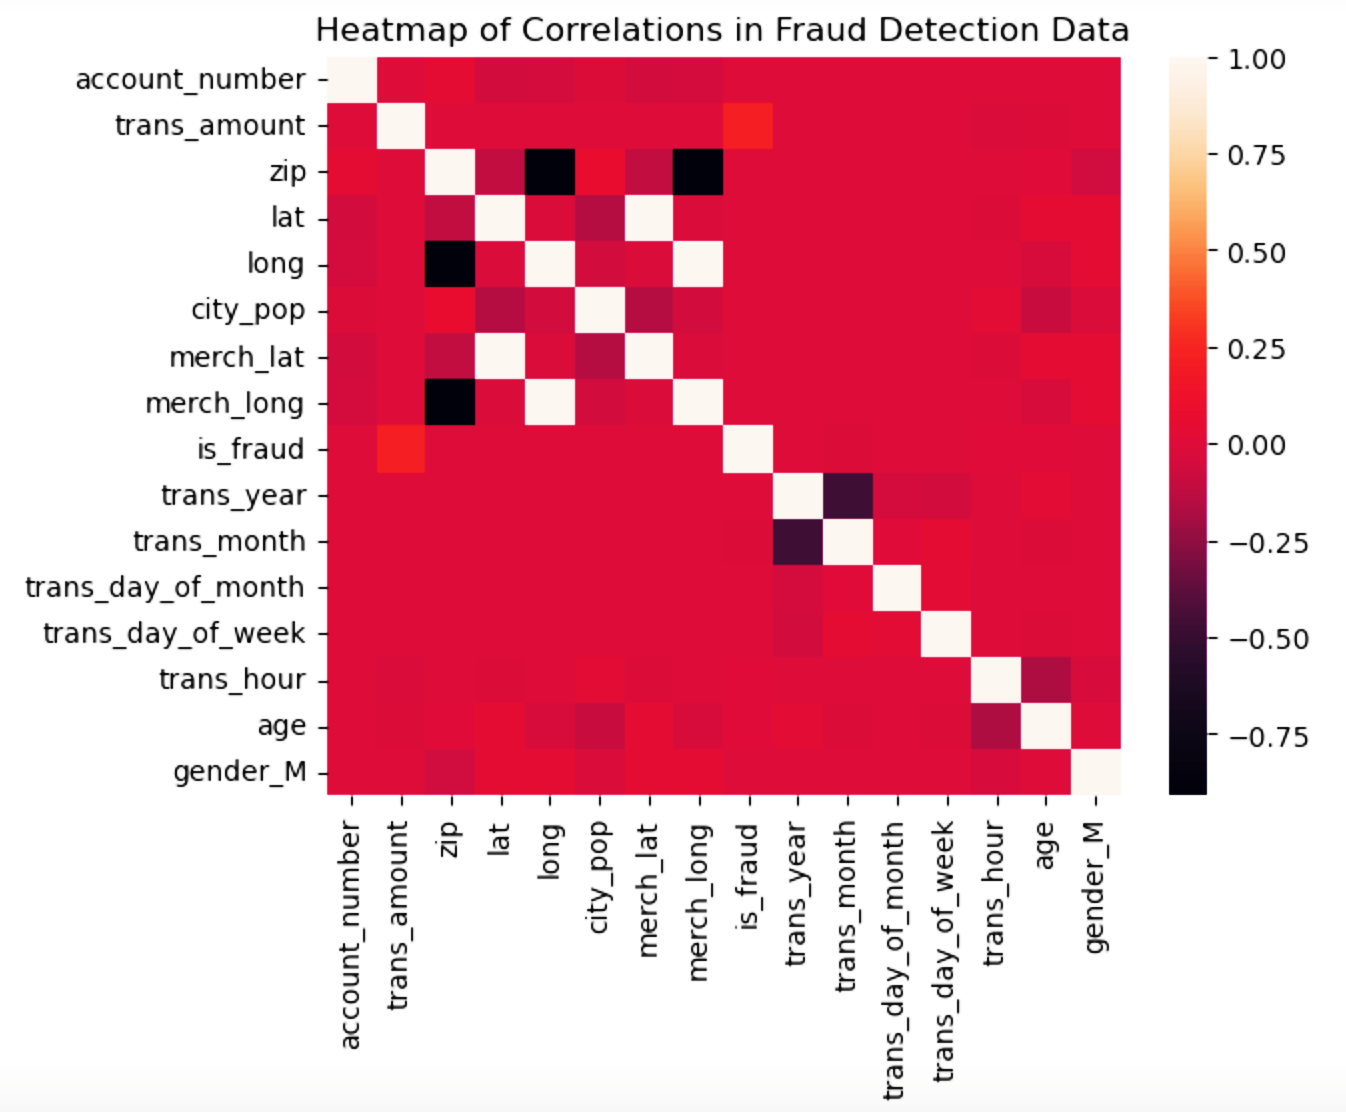 Heatmap of Correlations in Fraud Detection Data
account_number
trans_amount
zip
lat
long
city_pop
merch_lat
merch_long
is_fraud
trans_year
trans_month
trans_day_of_month
trans_day_of_week
trans_hour
age
gender_M
account_number
trans_amount
zip
lat
long
city_pop
merch_lat
merch_long
is_fraud
trans_year
trans_month
trans_day_of_month
trans_day_of_week
trans_hour
age
gender_M
1.00
0.75
0.50
0.25
0.00
−0.25
−0.50
−0.75